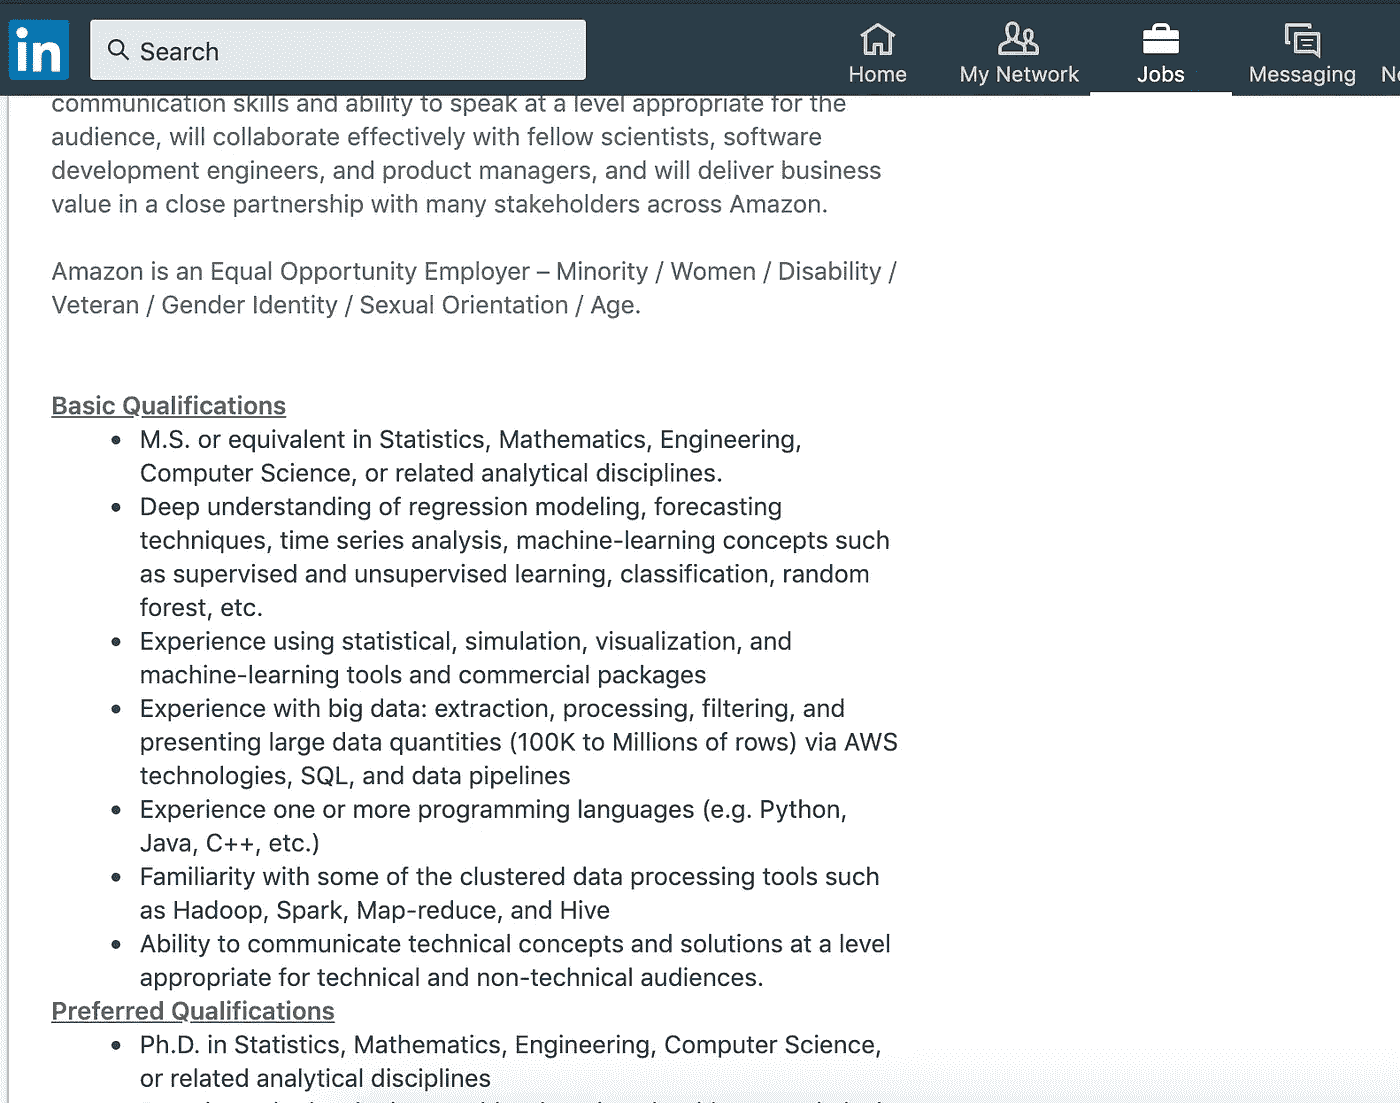 in
Search
Home
My Network
Jobs
Messaging
communication skills and ability to speak at a level appropriate for the
audience, will collaborate effectively with fellow scientists, software
development engineers, and product managers, and will deliver business
value in a close partnership with many stakeholders across Amazon.
Amazon is an Equal Opportunity Employer – Minority / Women / Disability /
Veteran / Gender Identity / Sexual Orientation / Age.
Basic Qualifications
• M.S. or equivalent in Statistics, Mathematics, Engineering,
Computer Science, or related analytical disciplines.
• Deep understanding of regression modeling, forecasting
techniques, time series analysis, machine-learning concepts such
as supervised and unsupervised learning, classification, random
forest, etc.
• Experience using statistical, simulation, visualization, and
machine-learning tools and commercial packages
• Experience with big data: extraction, processing, filtering, and
presenting large data quantities (100K to Millions of rows) via AWS
technologies, SQL, and data pipelines
• Experience one or more programming languages (e.g. Python,
Java, C++, etc.)
• Familiarity with some of the clustered data processing tools such
as Hadoop, Spark, Map-reduce, and Hive
• Ability to communicate technical concepts and solutions at a level
appropriate for technical and non-technical audiences.
Preferred Qualifications
• Ph.D. in Statistics, Mathematics, Engineering, Computer Science,
or related analytical disciplines